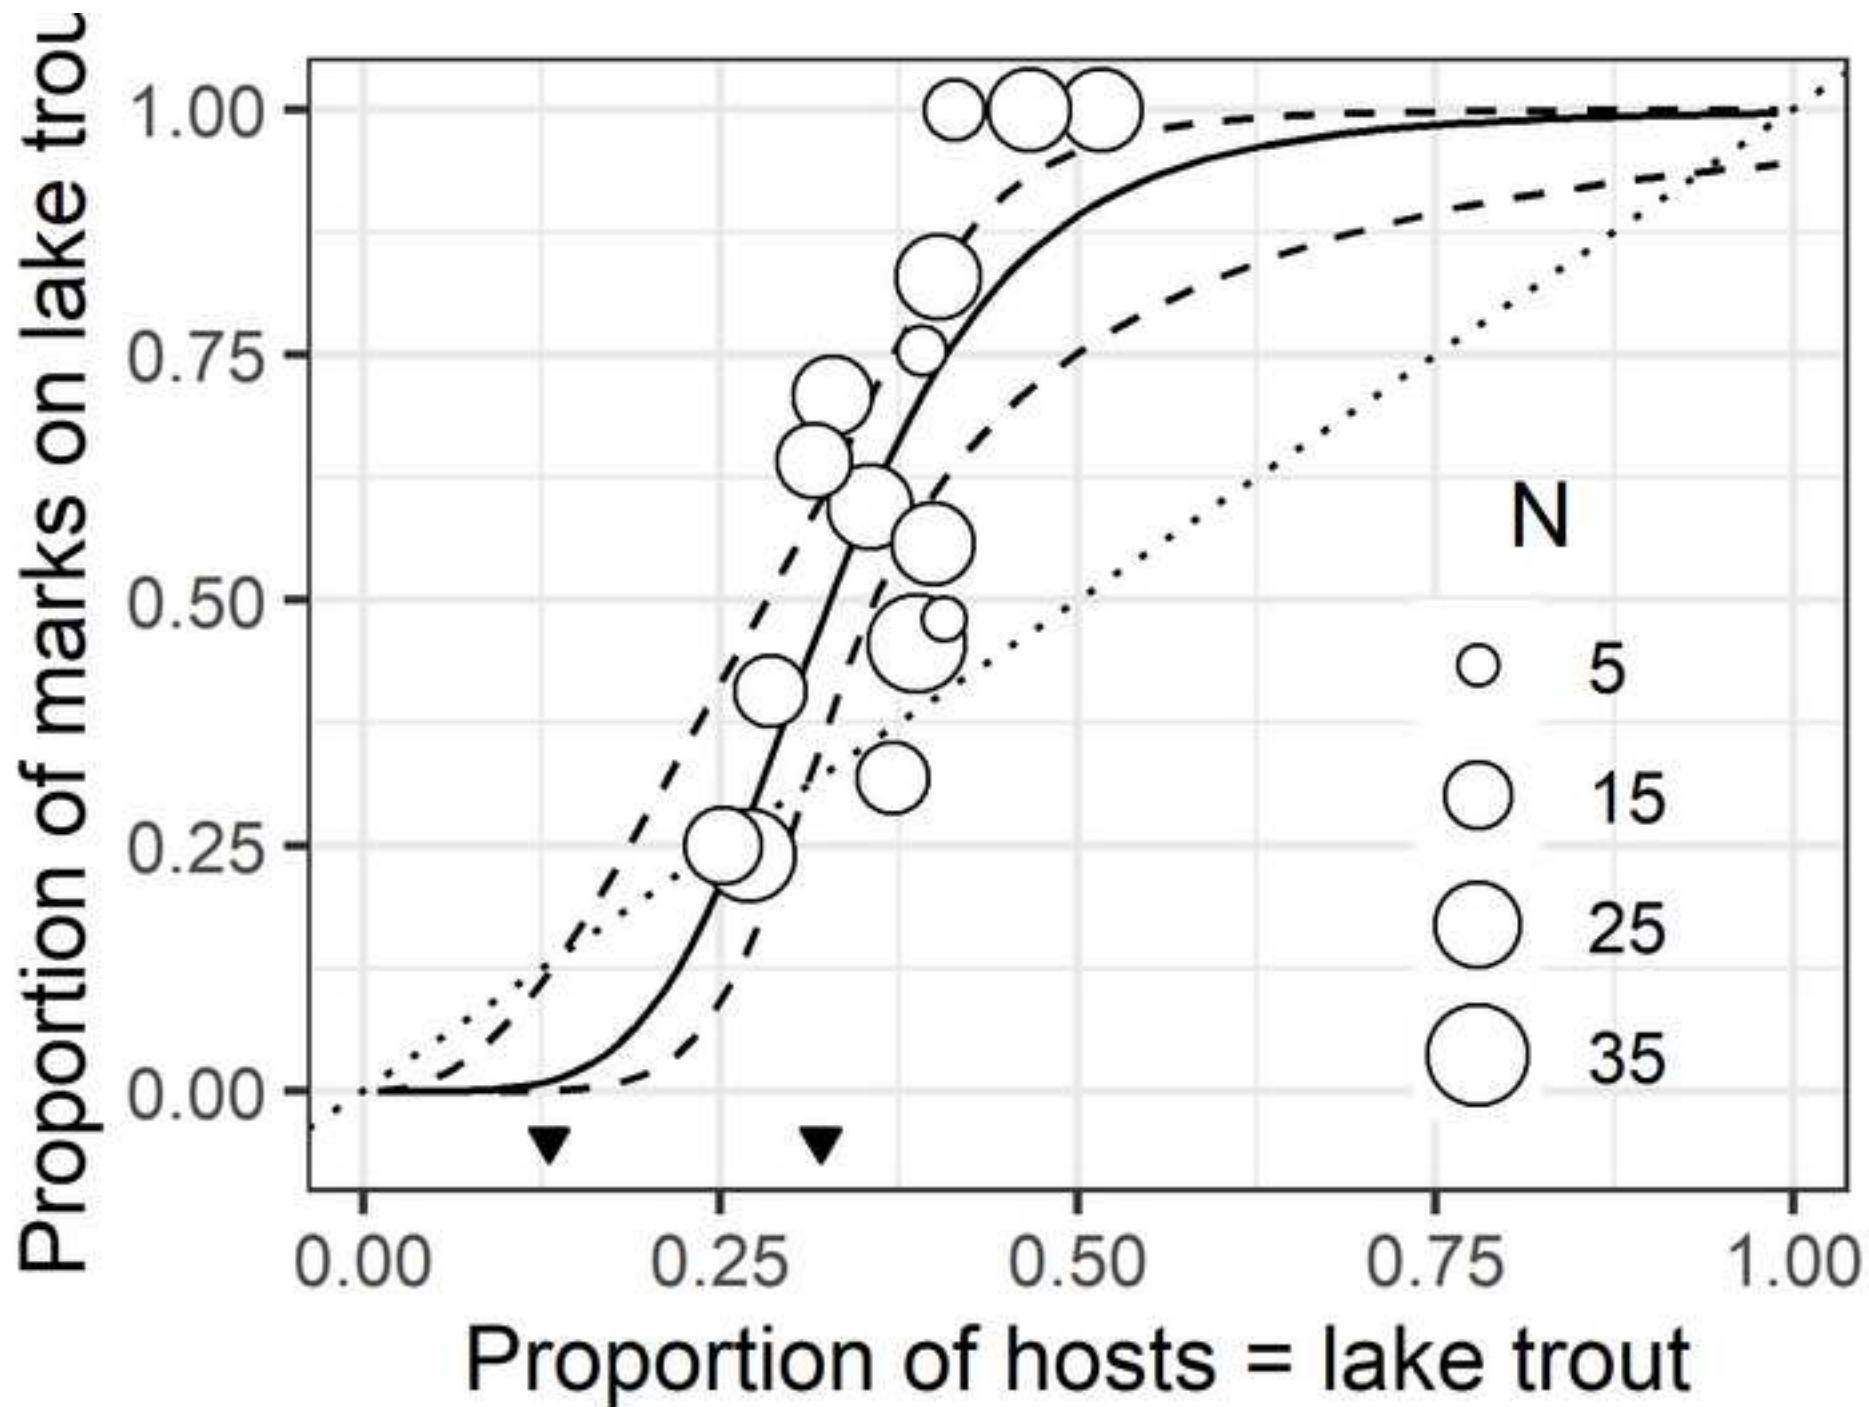 Proportion of marks on lake trou
1.00
0.75
0.50
0.25
0.00
N
5
15
25
35
0.00 0.25 0.50 0.75 1.00
Proportion of hosts = lake trout